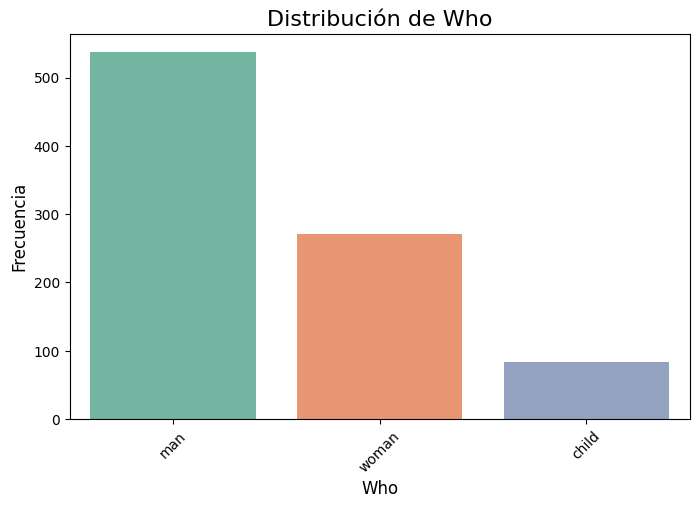 Distribución de Who
Frecuencia
500
400
300
200
100
0
man
woman
child
Who